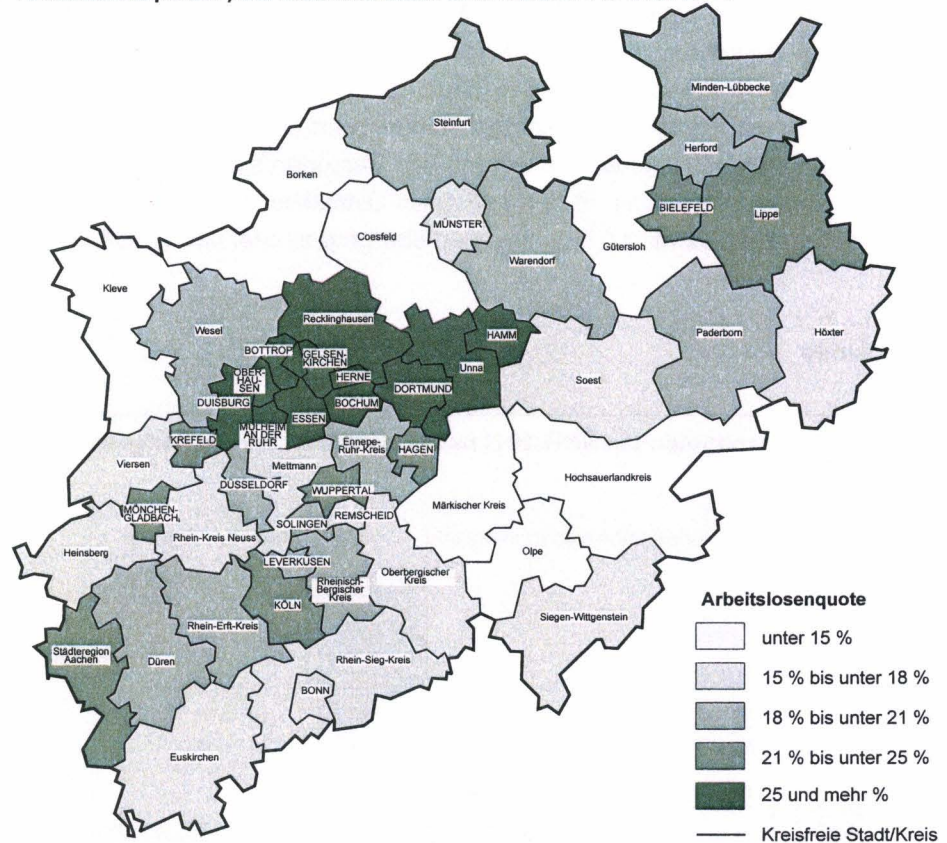 Minden-Lübbecke
Steinfurt
Herford
Borken
BIELEFELD
Lippe
MÜNSTER
Coesfeld
Gütersloh
Warendorf
Kleve
Recklinghausen
Wesel
HAMM
Paderborn
Höxter
BOTTROP
GELSEN-
KIRCHEN
Unna
OBER-
HAU-
SEN
HERNE
Soest
DORTMUND
DUISBURG
BOCHUM
ESSEN
MÜLHEIM
AN DER
RUHR
KREFELD
Ennepe-
Ruhr-Kreis
HAGEN
Viersen
Mettmann
Hochsauerlandkreis
DÜSSELDORF
WUPPERTAL
Märkischer Kreis
MÖNCHEN-
GLADBACH
REMSCHEID
SOLINGEN
Rhein-Kreis Neuss
Heinsberg
Olpe
LEVERKUSEN
Oberbergischer
Kreis
Rheinisch-
Bergischer
Kreis
KÖLN
Siegen-Wittgenstein
Rhein-Erft-Kreis
Städteregion
Aachen
Düren
Rhein-Sieg-Kreis
BONN
Euskirchen
Arbeitslosenquote
unter 15 %
15 % bis unter 18 %
18 % bis unter 21 %
21 % bis unter 25 %
25 und mehr %
Kreisfreie Stadt/Kreis